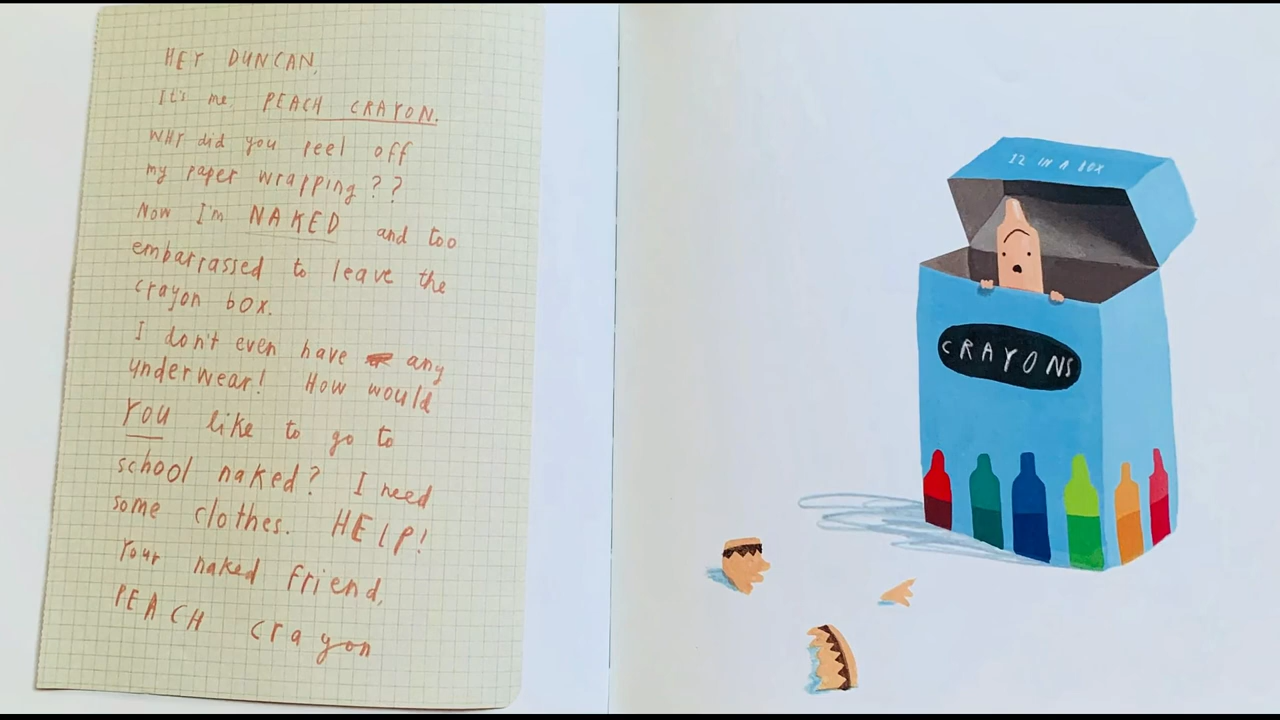 HEY DUNCAN,
It's me, PEACH CRAYON.
WHY did you peel off
my paper wrapping??
Now I'm NAKED and too
embarrassed to leave the
crayon box.
I don't even have any
underwear! How would
YOU like to go to
school naked? I need
some clothes. HELP!
Your naked friend,
PEACH crayon
12 IN A BOX
CRAYONS